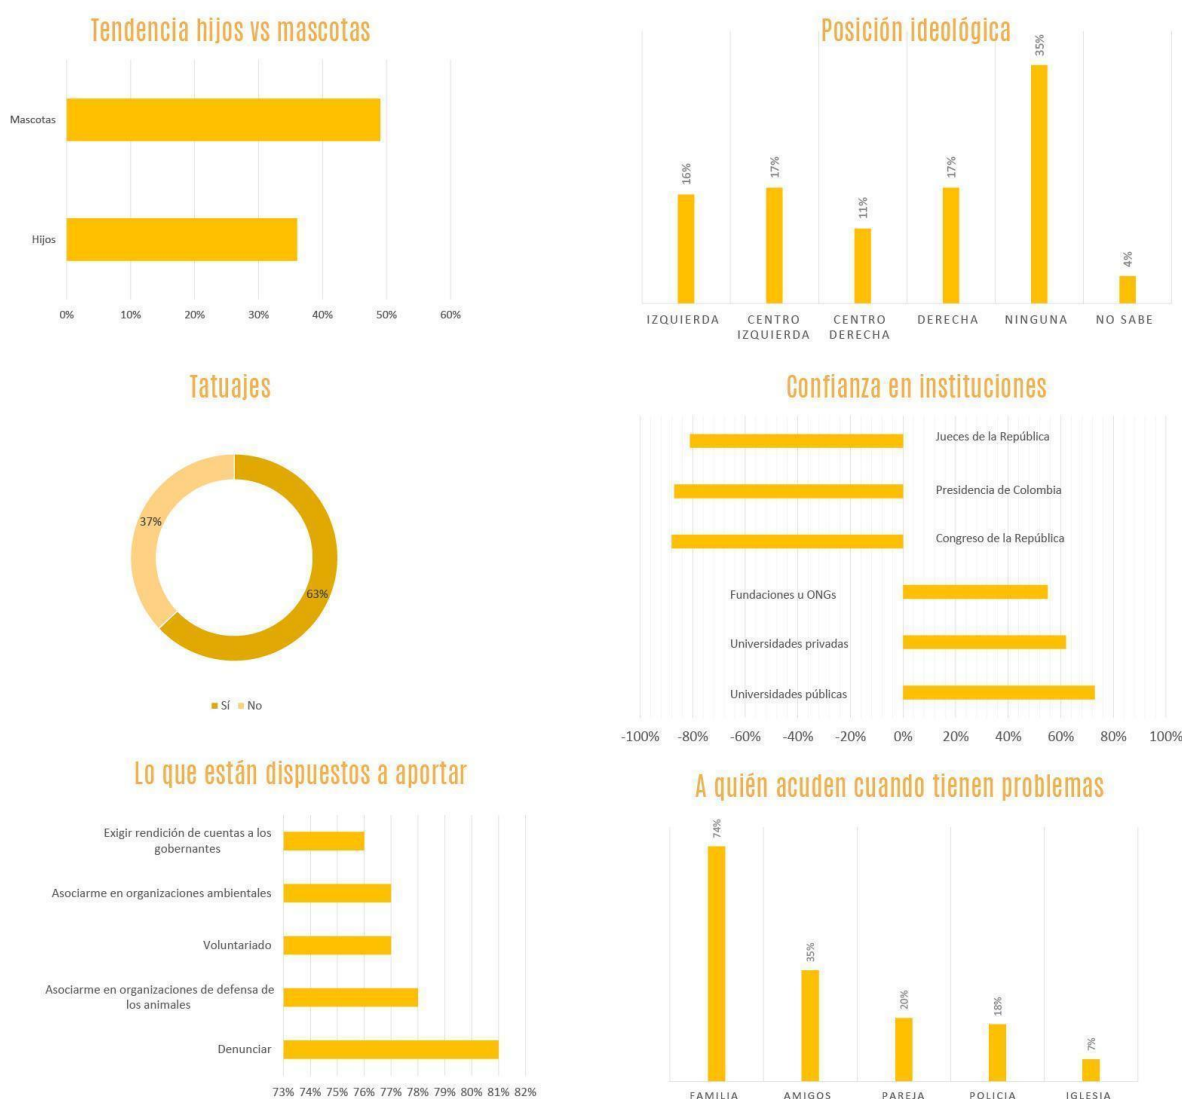 Tendencia hijos vs mascotas
Mascotas
Hijos
0% 10% 20% 30% 40% 50% 60%
Posición ideológica
16%
17%
11%
17%
35%
4%
IZQUIERDA
CENTRO
IZQUIERDA
CENTRO
DERECHA
DERECHA
NINGUNA
NO SABE
Tatuajes
37%
63%
Sí No
Confianza en instituciones
Jueces de la República
Presidencia de Colombia
Congreso de la República
Fundaciones u ONGs
Universidades privadas
Universidades públicas
-100% -80% -60% -40% -20% 0% 20% 40% 60% 80% 100%
Lo que están dispuestos a aportar
Exigir rendición de cuentas a los
gobernantes
Asociarme en organizaciones ambientales
Voluntariado
Asociarme en organizaciones de defensa de
los animales
Denunciar
73% 74% 75% 76% 77% 78% 79% 80% 81% 82%
A quién acuden cuando tienen problemas
74%
35%
20%
18%
7%
FAMILIA AMIGOS PAREJA POLICIA IGLESIA